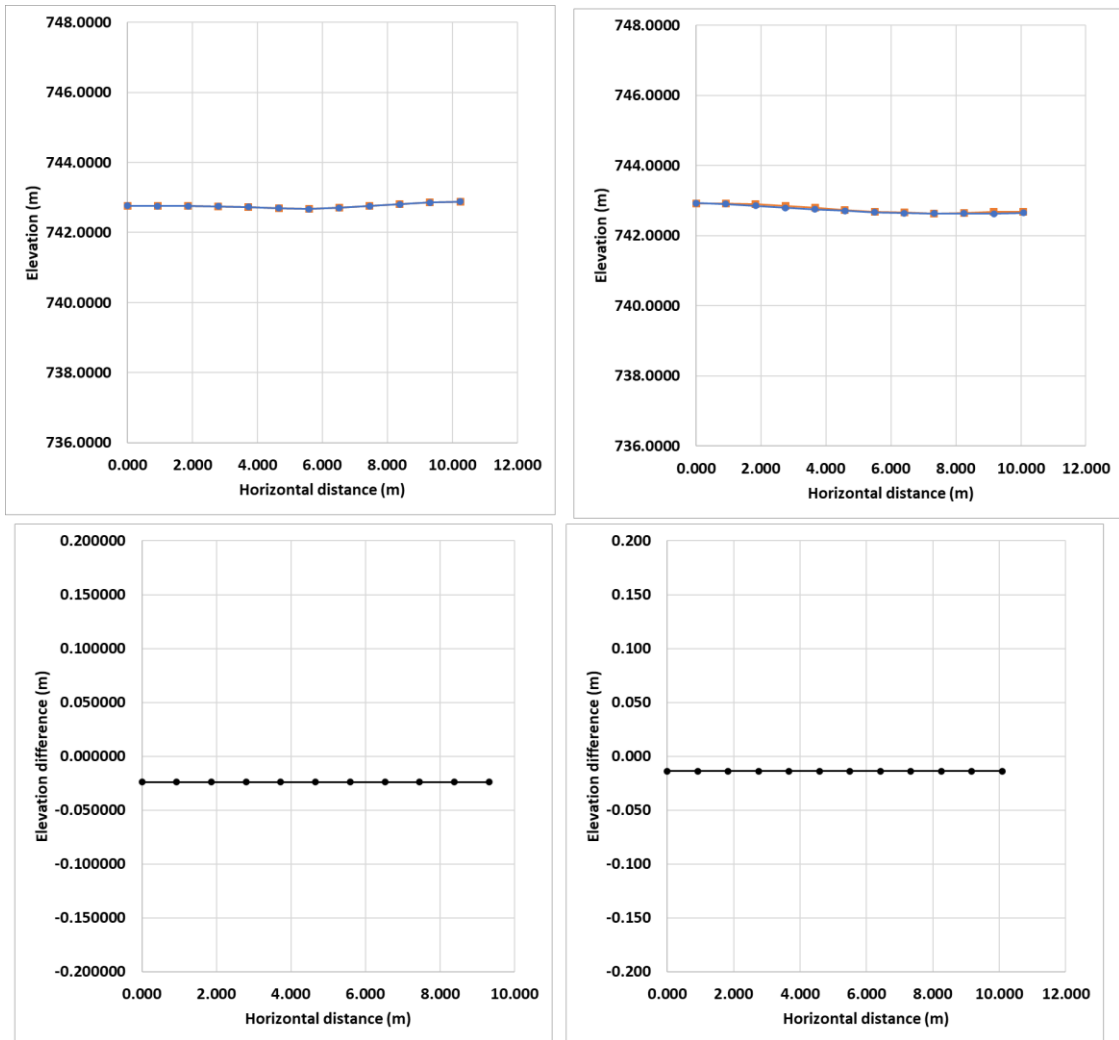 748.0000
746.0000
744.0000
742.0000
740.0000
738.0000
736.0000
Elevation (m)
0.000 2.000 4.000 6.000 8.000 10.000 12.000
Horizontal distance (m)
748.0000
746.0000
744.0000
742.0000
740.0000
738.0000
736.0000
Elevation (m)
0.000 2.000 4.000 6.000 8.000 10.000 12.000
Horizontal distance (m)
0.200000
0.150000
0.100000
0.050000
0.000000
-0.050000
-0.100000
-0.150000
-0.200000
Elevation difference (m)
0.000 2.000 4.000 6.000 8.000 10.000
Horizontal distance (m)
0.200
0.150
0.100
0.050
0.000
-0.050
-0.100
-0.150
-0.200
Elevation difference (m)
0.000 2.000 4.000 6.000 8.000 10.000 12.000
Horizontal distance (m)